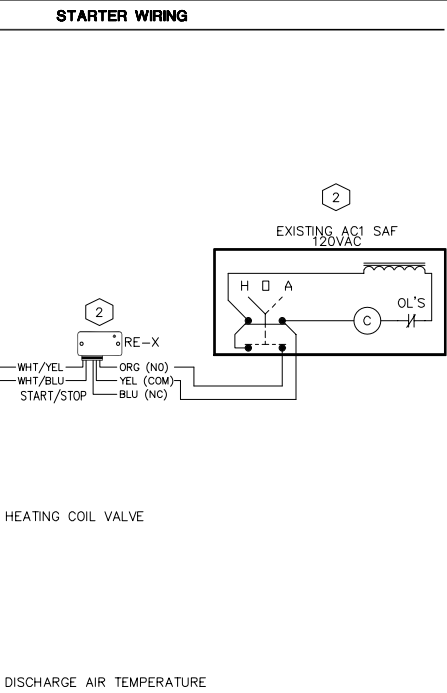 STARTER WIRING
2
EXISTING AC1 SAF
120VAC
H O A
OL'S
C
2
RE-X
WHT/YEL
ORG (NO)
WHT/BLU
YEL (COM)
START/STOP
BLU (NC)
HEATING COIL VALVE
DISCHARGE AIR TEMPERATURE